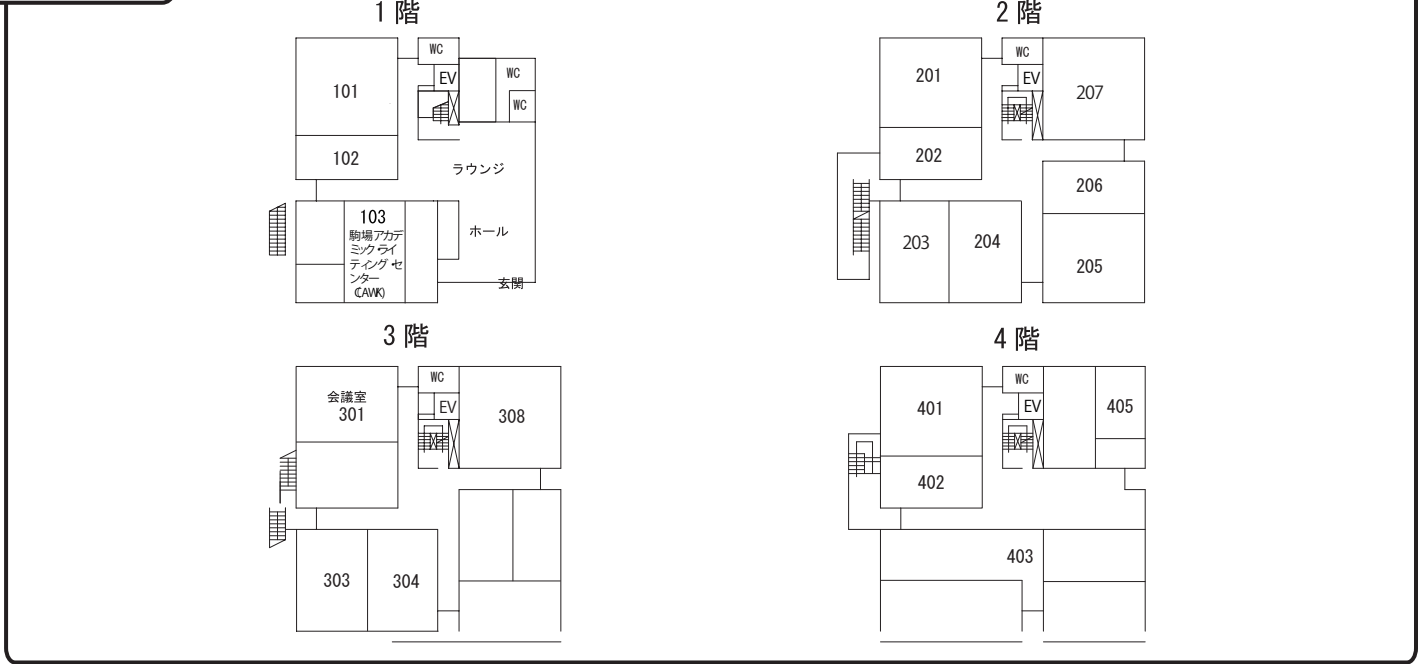 1 階
WC
EV
WC
WC
101
102
ラウンジ
103
駒場アカデ
ミック・ライ
ティング・セ
ンター
(CAWK)
ホール
玄関
2 階
WC
EV
201
207
202
206
203
204
205
3 階
WC
EV
会議室
301
308
303
304
4 階
WC
EV
401
405
402
403